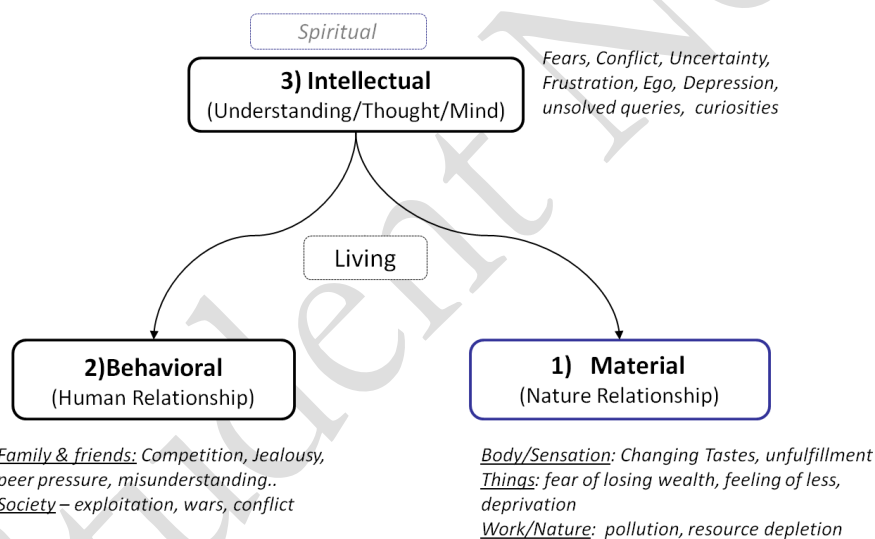 Spiritual
3) Intellectual
(Understanding/Thought/Mind)
Fears, Conflict, Uncertainty,
Frustration, Ego, Depression,
unsolved queries, curiosities
Living
2)Behavioral
(Human Relationship)
1) Material
(Nature Relationship)
Family & friends: Competition, Jealousy,
peer pressure, misunderstanding..
Society – exploitation, wars, conflict
Body/Sensation: Changing Tastes, unfulfillment
Things: fear of losing wealth, feeling of less,
deprivation
Work/Nature: pollution, resource depletion